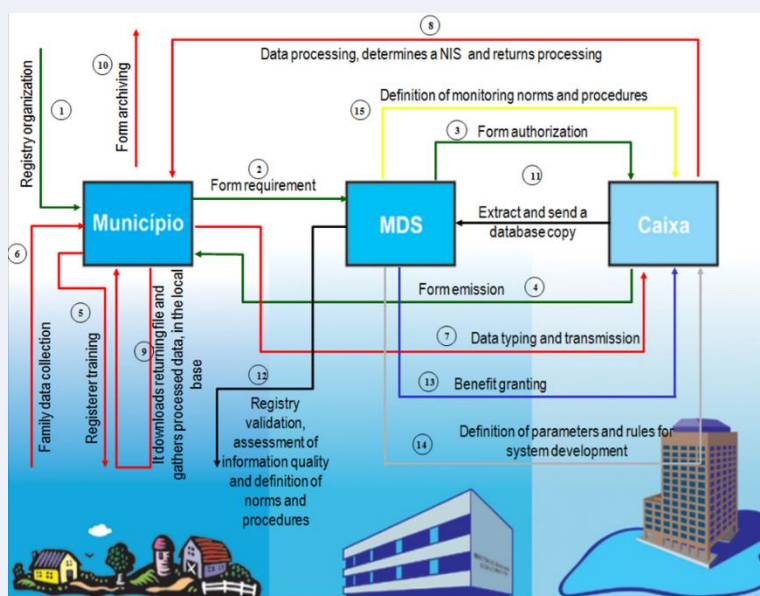 8
Data processing, determines a NIS and returns processing
10
Form archiving
1
Registry organization
Definition of monitoring norms and procedures
15
3
Form authorization
2
Form requirement
11
Extract and send a
database copy
Município
MDS
Caixa
6
Family data collection
5
Registerer training
9
It downloads returning file and
gathers processed data, in the local
base
Form emission
4
7
Data typing and transmission
12
Registry
validation,
assessment of
information quality
and definition of
norms and
procedures
13
Benefit granting
14
Definition of parameters and rules for
system development